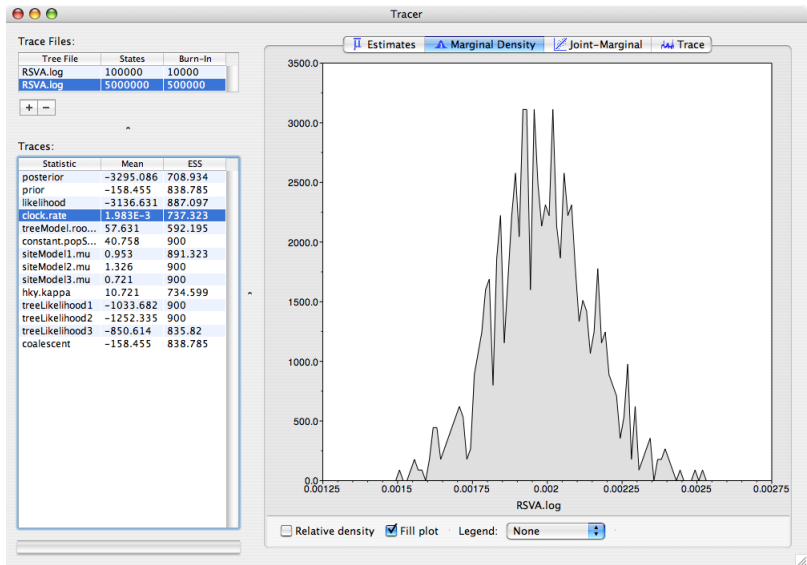 Tracer
Trace Files:
Tree File States Burn-In
RSVA.log 100000 10000
RSVA.log 5000000 500000
+ −
Traces:
Statistic Mean ESS
posterior -3295.086 708.934
prior -158.455 838.785
likelihood -3136.631 887.097
clock.rate 1.983E-3 737.323
treeModel.roo... 57.631 592.195
constant.popS... 40.758 900
siteModel1.mu 0.953 891.323
siteModel2.mu 1.326 900
siteModel3.mu 0.721 900
hky.kappa 10.721 734.599
treeLikelihood1 -1033.682 900
treeLikelihood2 -1252.335 900
treeLikelihood3 -850.614 835.82
coalescent -158.455 838.785
Estimates Marginal Density Joint-Marginal Trace
3500.0
3000.0
2500.0
2000.0
1500.0
1000.0
500.0
0.0
0.00125 0.0015 0.00175 0.002 0.00225 0.0025 0.00275
RSVA.log
Relative density Fill plot Legend: None